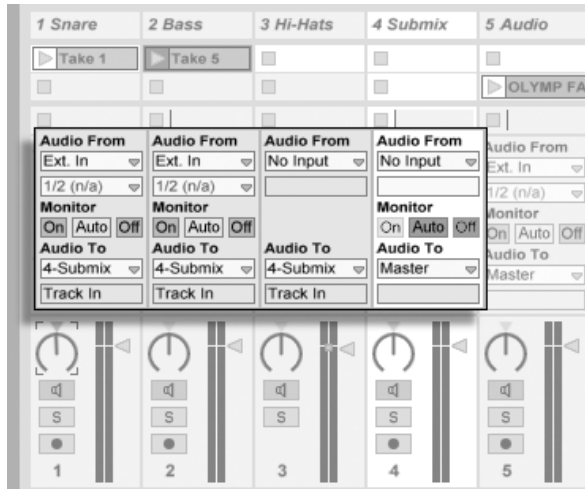 1 Snare 2 Bass 3 Hi-Hats 4 Submix 5 Audio
Take 1 Take 5
OLYMP FA
Audio From Audio From Audio From Audio From Audio From
Ext. In Ext. In No Input No Input Ext. In
1/2 (n/a) 1/2 (n/a) 1/2 (n/a)
Monitor Monitor Monitor Monitor
On Auto Off On Auto Off On Auto Off On Auto Off
Audio To Audio To Audio To Audio To Audio To
4-Submix 4-Submix 4-Submix Master Master
Track In Track In Track In
S S S S S
1 2 3 4 5